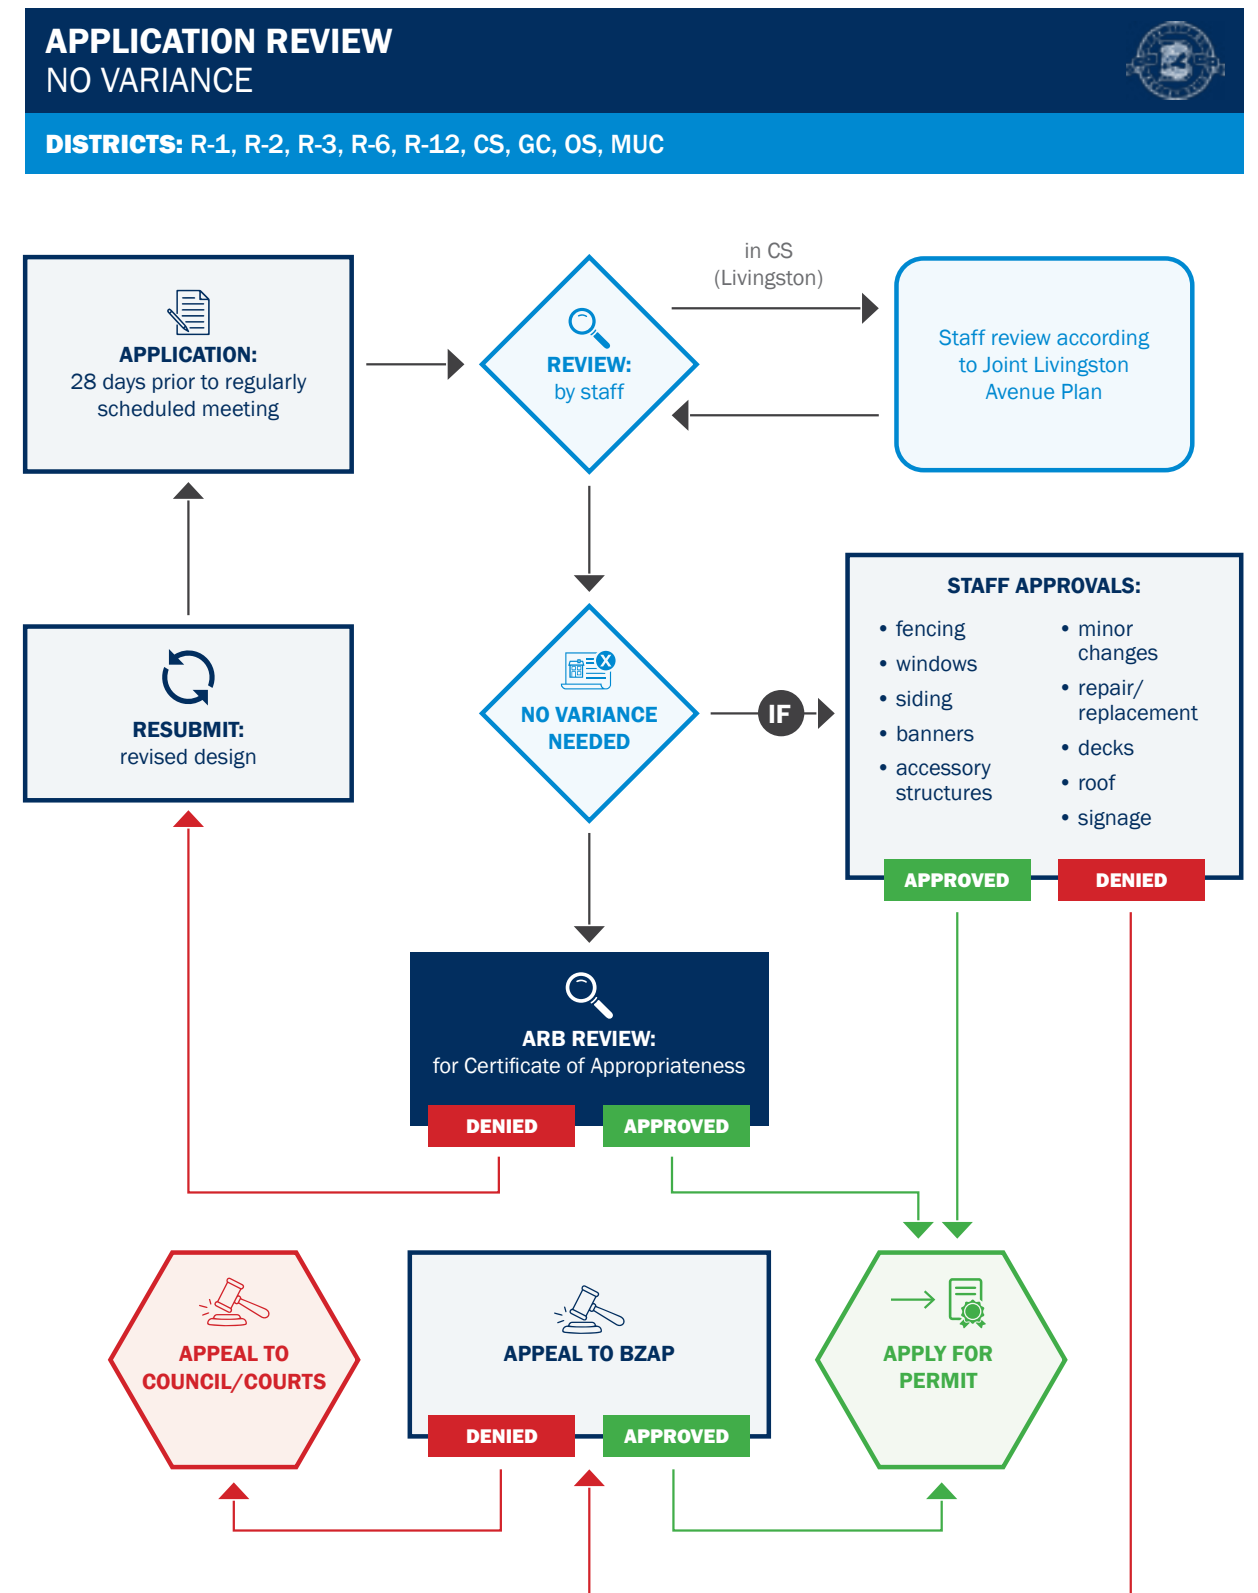 APPLICATION REVIEW
NO VARIANCE
DISTRICTS: R-1, R-2, R-3, R-6, R-12, CS, GC, OS, MUC
in CS
(Livingston)
APPLICATION:
28 days prior to regularly
scheduled meeting
REVIEW:
by staff
Staff review according
to Joint Livingston
Avenue Plan
RESUBMIT:
revised design
NO VARIANCE
NEEDED
IF
STAFF APPROVALS:
• fencing
• windows
• siding
• banners
• accessory
structures
• minor
changes
• repair/
replacement
• decks
• roof
• signage
APPROVED
DENIED
ARB REVIEW:
for Certificate of Appropriateness
DENIED
APPROVED
APPEAL TO
COUNCIL/COURTS
APPEAL TO BZAP
DENIED
APPROVED
APPLY FOR
PERMIT